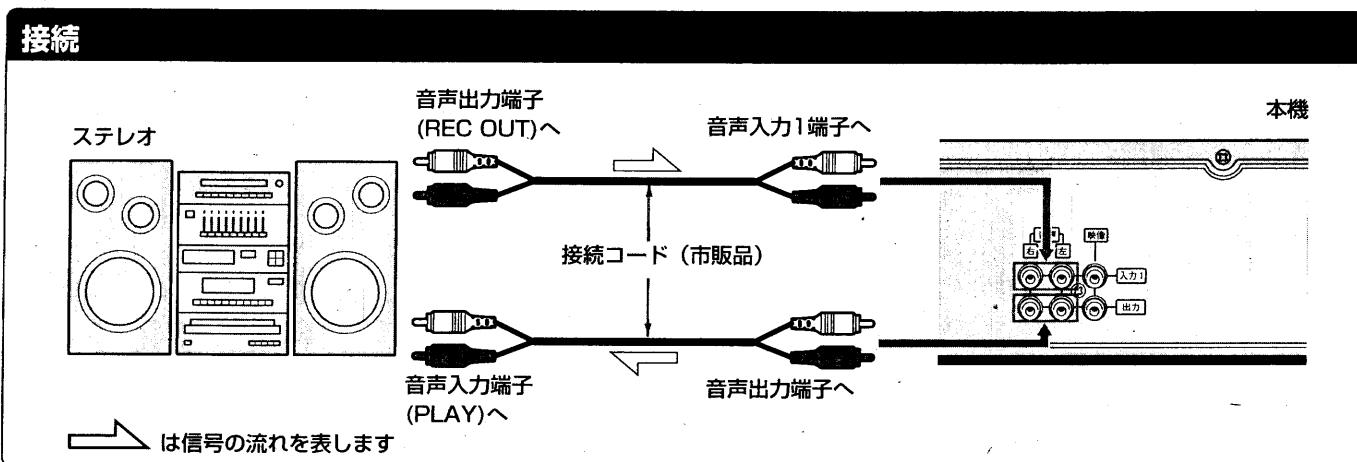 接続
ステレオ
音声出力端子
(REC OUT)へ
音声入力1端子へ
本機
接続コード（市販品）
右
左
映像
入力1
出力
音声入力端子
(PLAY)へ
音声出力端子へ
は信号の流れを表します